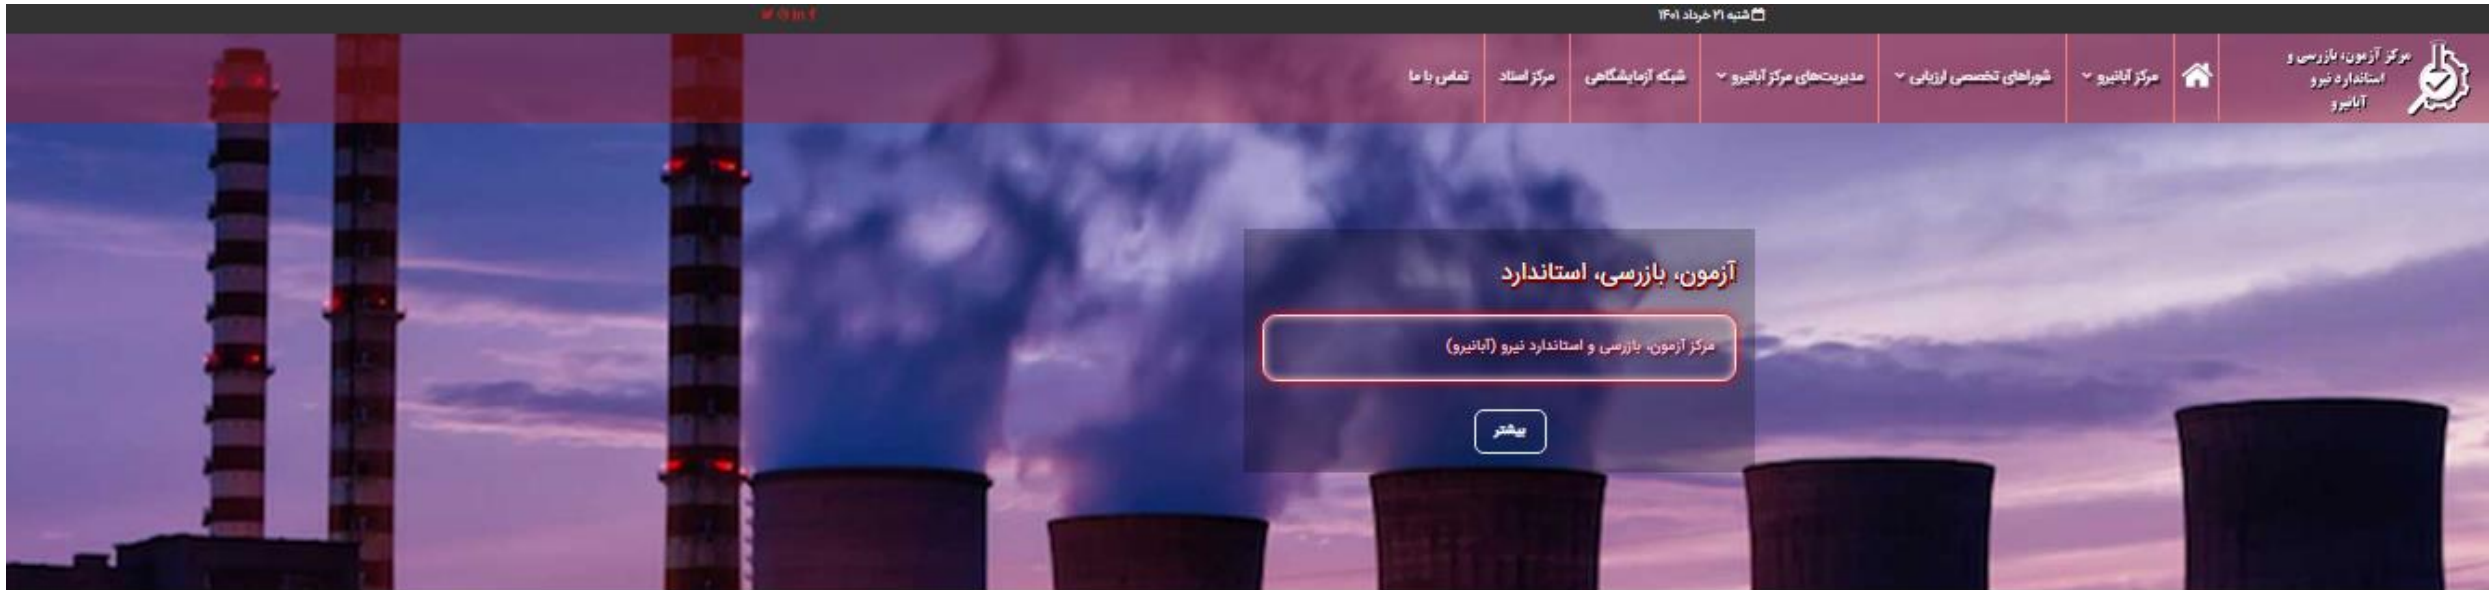 شنبه ۲۱ خرداد ۱۴۰۱
مرکز آزمون، بازرسی و
استاندارد نیرو
آبانیرو
مرکز آبانیرو
شوراهای تخصصی ارزیابی
مدیریت‌های مرکز آبانیرو
شبکه آزمایشگاهی
مرکز اسناد
تماس با ما
آزمون، بازرسی، استاندارد
مرکز آزمون، بازرسی و استاندارد نیرو (آبانیرو)
بیشتر